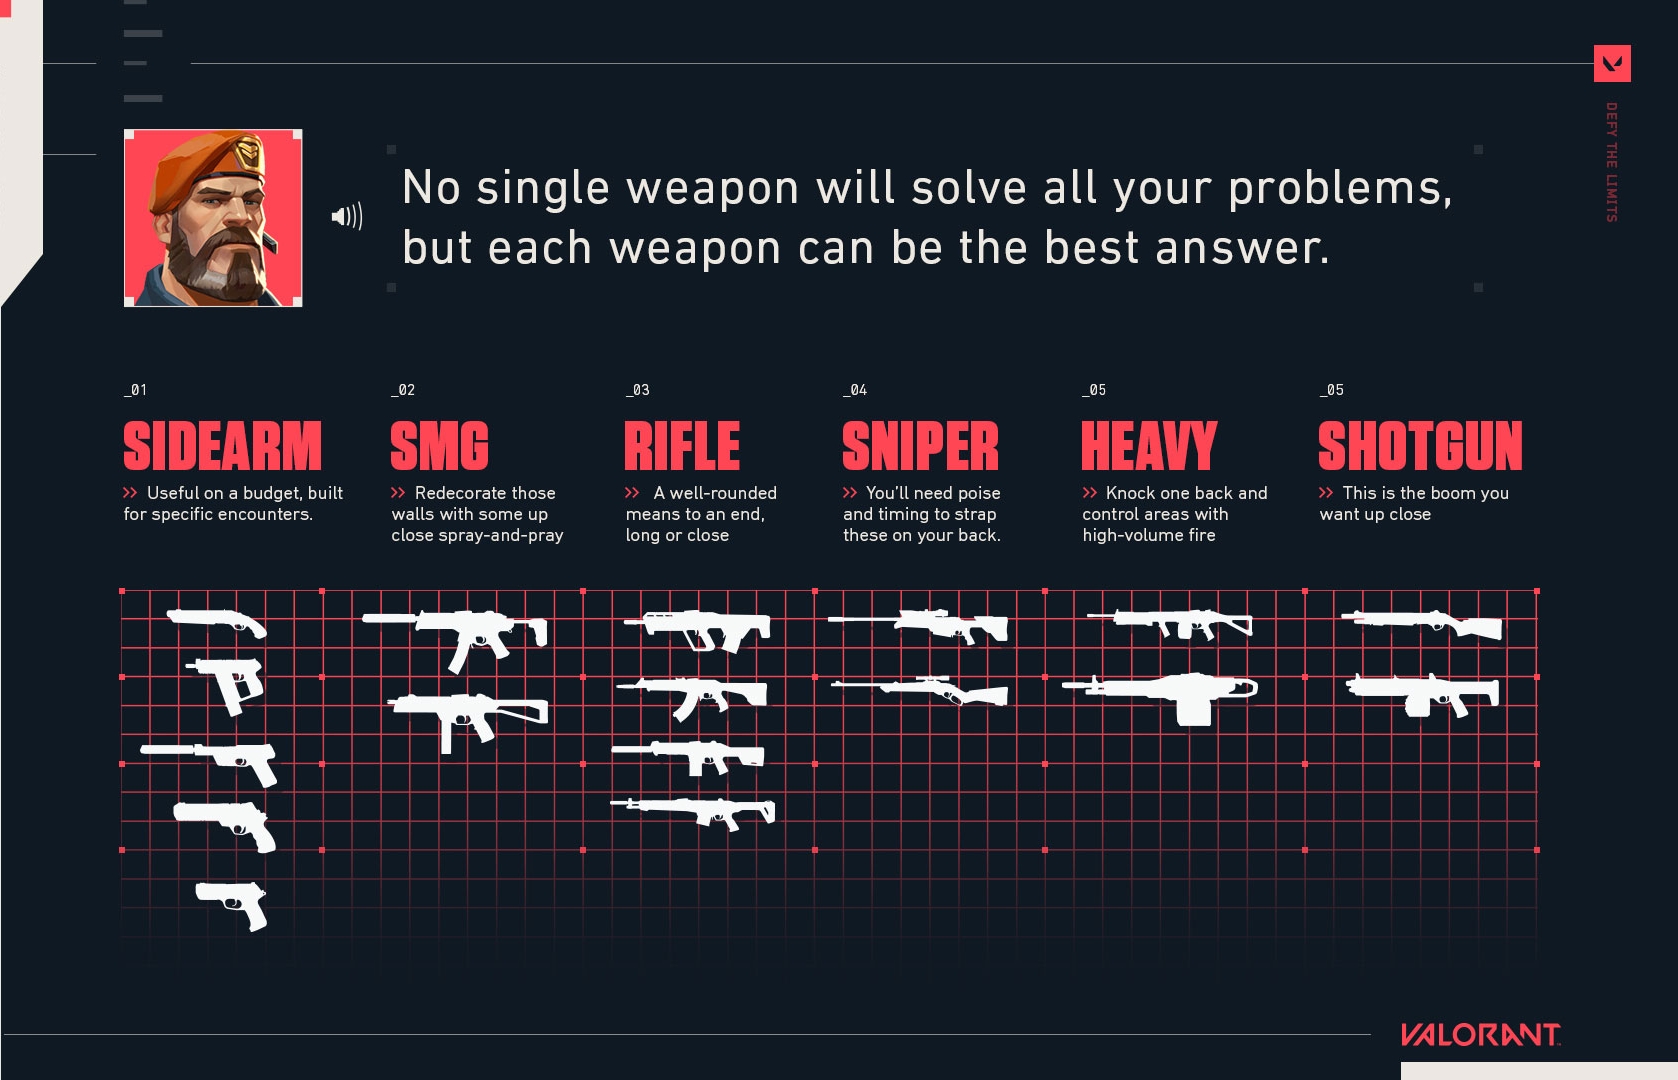 DEFY THE LIMITS
No single weapon will solve all your problems,
but each weapon can be the best answer.
_01
SIDEARM
>> Useful on a budget, built
for specific encounters.
_02
SMG
>> Redecorate those
walls with some up
close spray-and-pray
_03
RIFLE
>> A well-rounded
means to an end,
long or close
_04
SNIPER
>> You'll need poise
and timing to strap
these on your back.
_05
HEAVY
>> Knock one back and
control areas with
high-volume fire
_05
SHOTGUN
>> This is the boom you
want up close
VALORANT